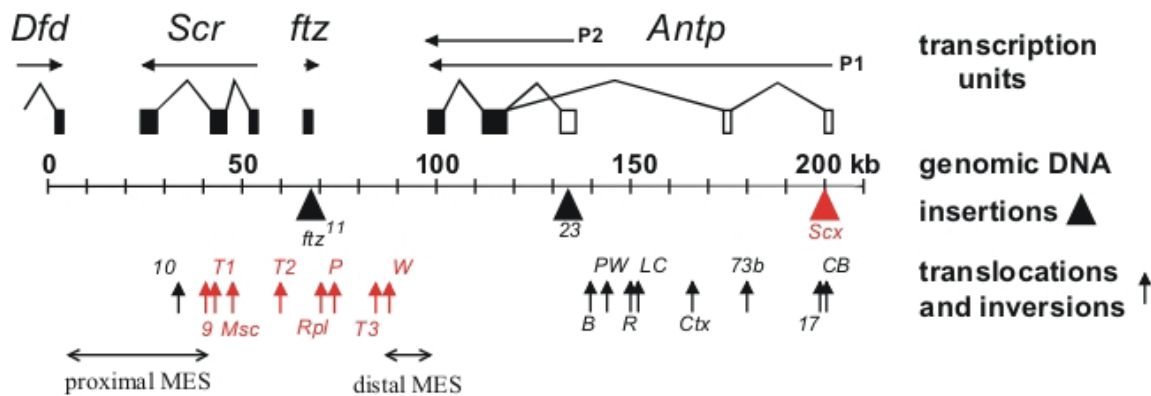 Dfd Scr ftz P2 Antp transcription
units
P1
0 50 100 150 200 kb genomic DNA
ftz11 23 Scx insertions
10 T1 T2 P W PW LC 73b CB translocations
9 Msc Rpl T3 B R Ctx 17 and inversions
proximal MES distal MES